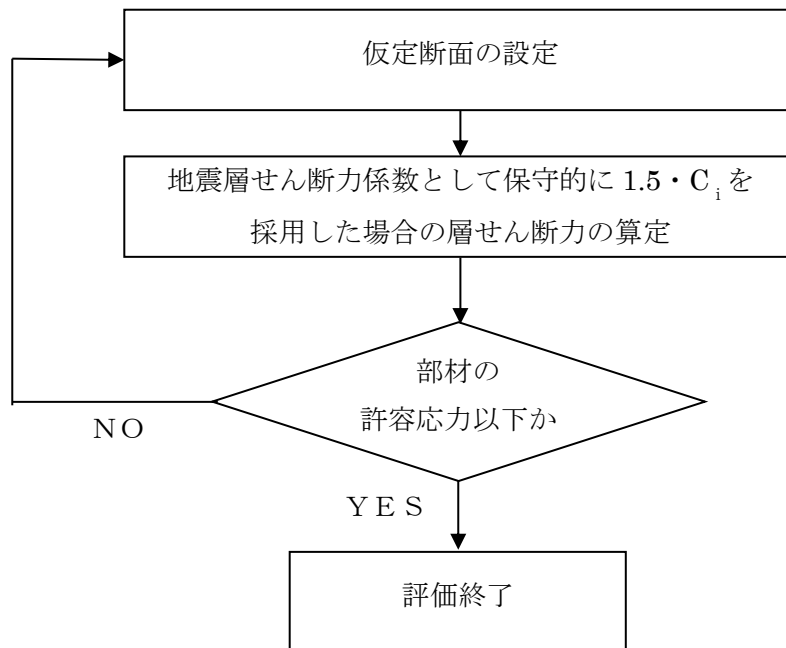 仮定断面の設定
地震層せん断力係数として保守的に 1.5・Ciを
採用した場合の層せん断力の算定
部材の
許容応力以下か
ＮＯ
ＹＥＳ
評価終了